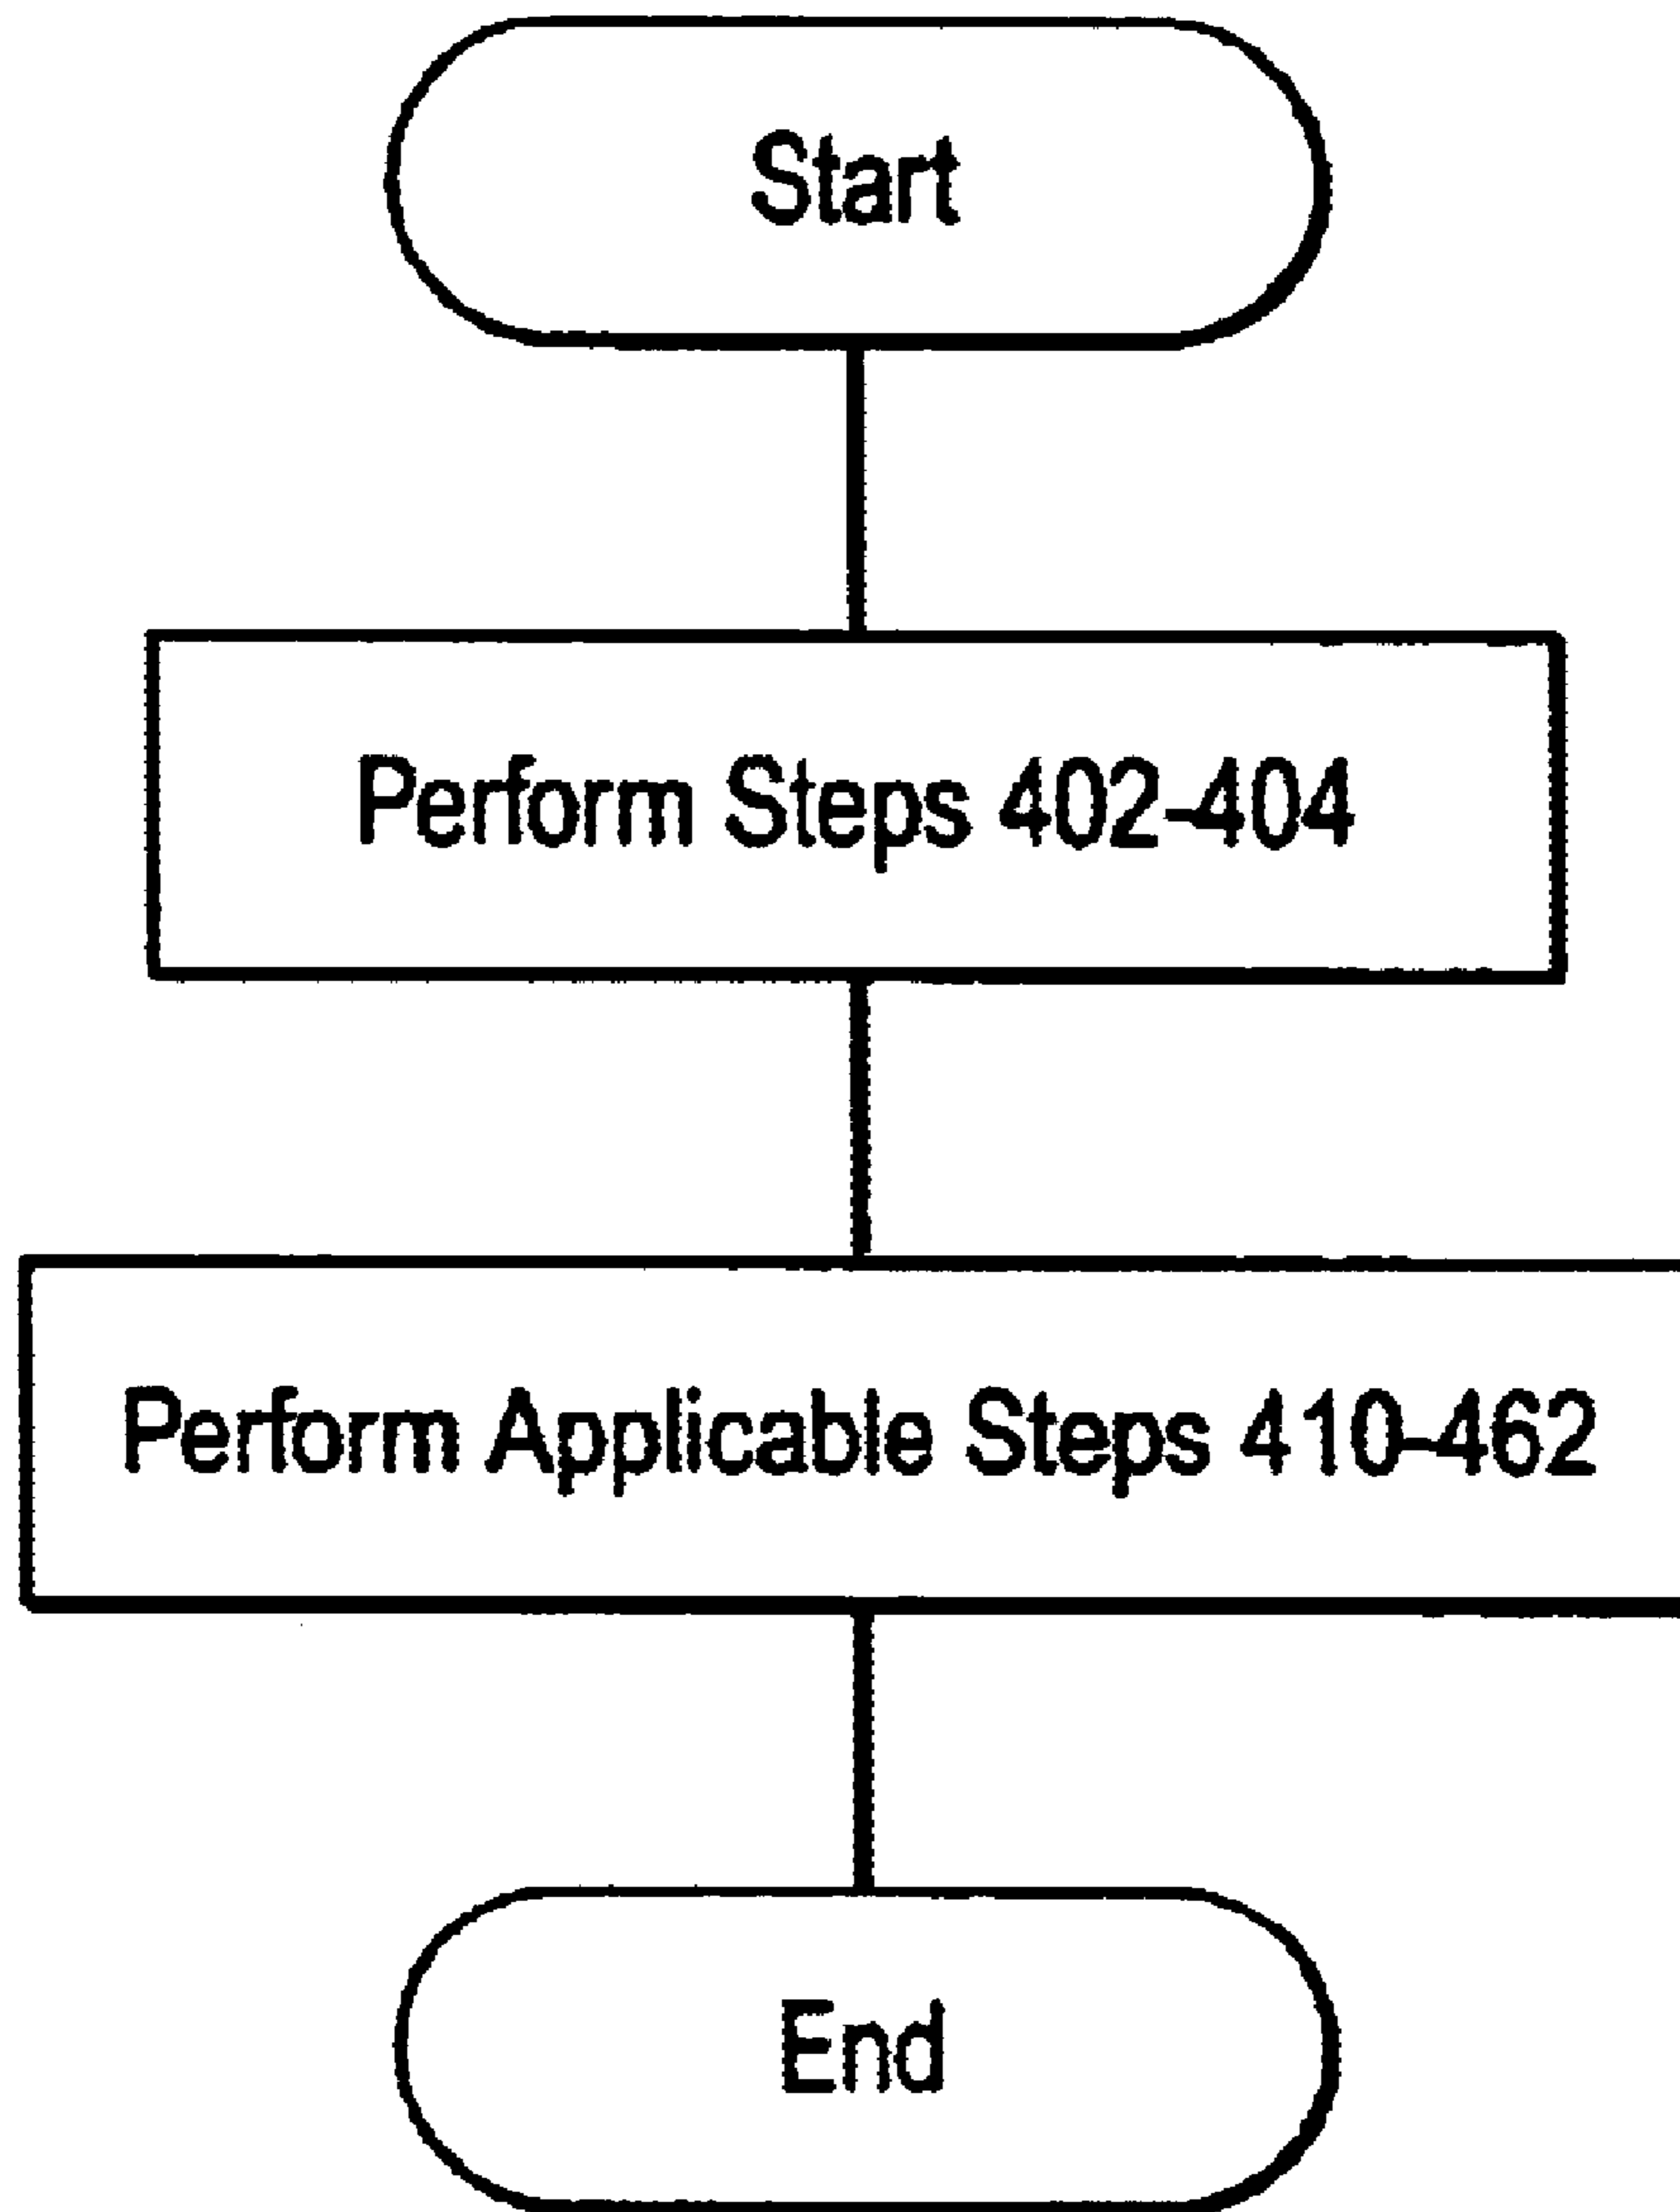 Start
Perform Steps 402-404
Perform Applicable Steps 410-462
End